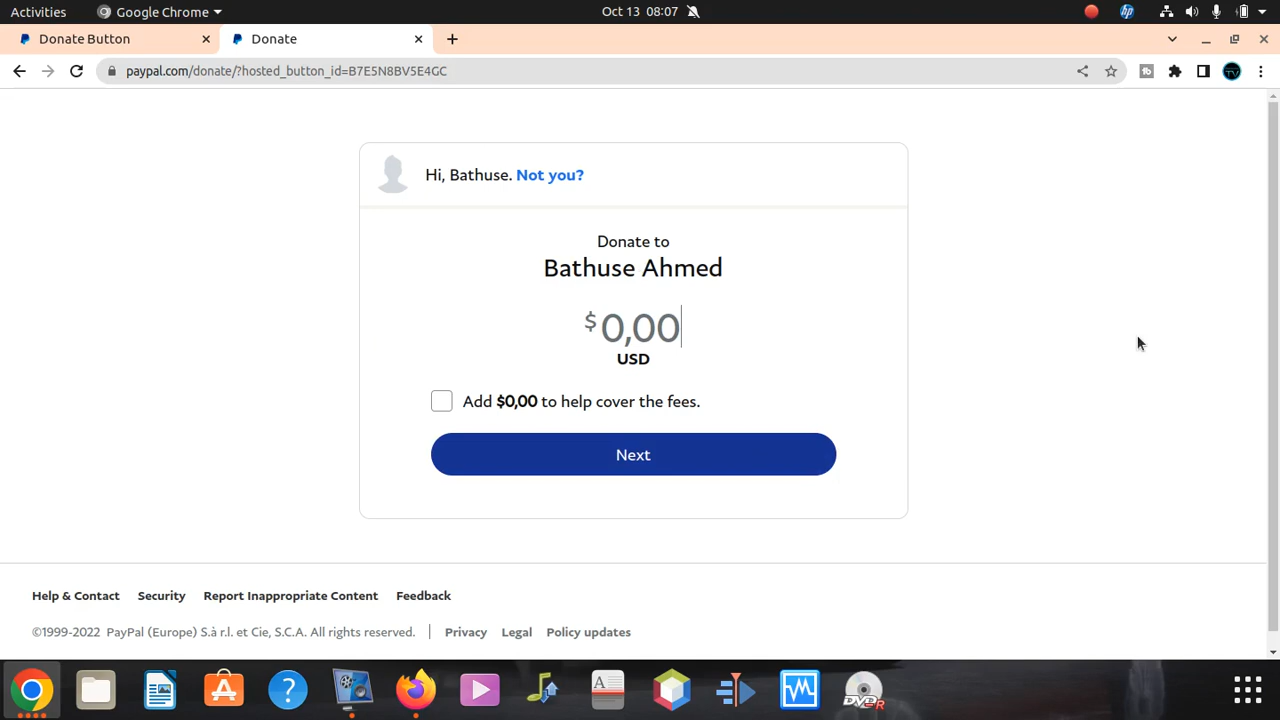 Activities Google Chrome Oct 13 08:07
Donate Button Donate
paypal.com/donate/?hosted_button_id=B7E5N8BV5E4GC
Hi, Bathuse. Not you?
Donate to
Bathuse Ahmed
$0,00
USD
Add $0,00 to help cover the fees.
Next
Help & Contact Security Report Inappropriate Content Feedback
©1999-2022 PayPal (Europe) S.à r.l. et Cie, S.C.A. All rights reserved. | Privacy Legal Policy updates